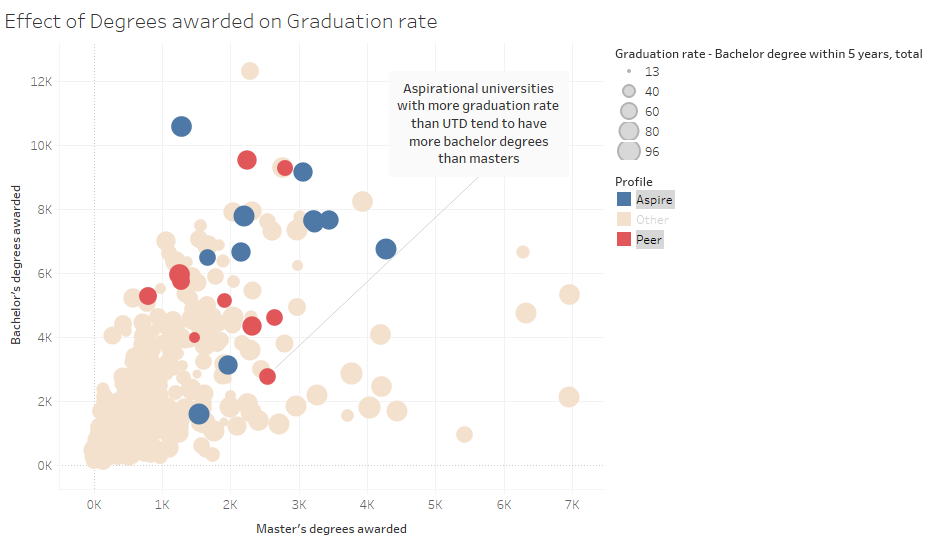 Effect of Degrees awarded on Graduation rate
Graduation rate - Bachelor degree within 5 years, total
13
40
60
80
96
Profile
Aspire
Other
Peer
Aspirational universities
with more graduation rate
than UTD tend to have
more bachelor degrees
than masters
Bachelor's degrees awarded
12K
10K
8K
6K
4K
2K
0K
0K 1K 2K 3K 4K 5K 6K 7K
Master's degrees awarded